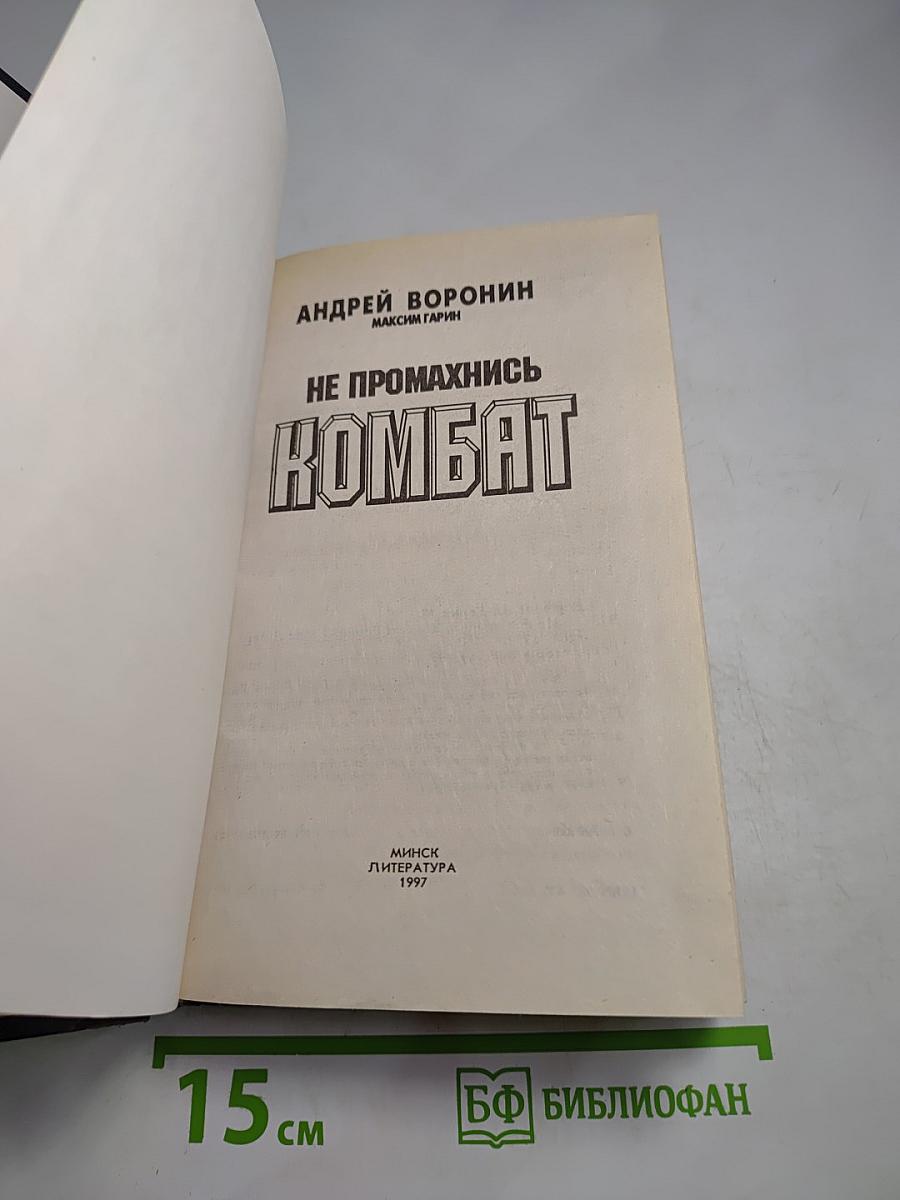 АНДРЕЙ ВОРОНИН
МАКСИМ ГАРИН
НЕ ПРОМАХНИСЬ
КОМБАТ
МИНСК
ЛИТЕРАТУРА
1997
15 см
БФ БИБЛИОФАН